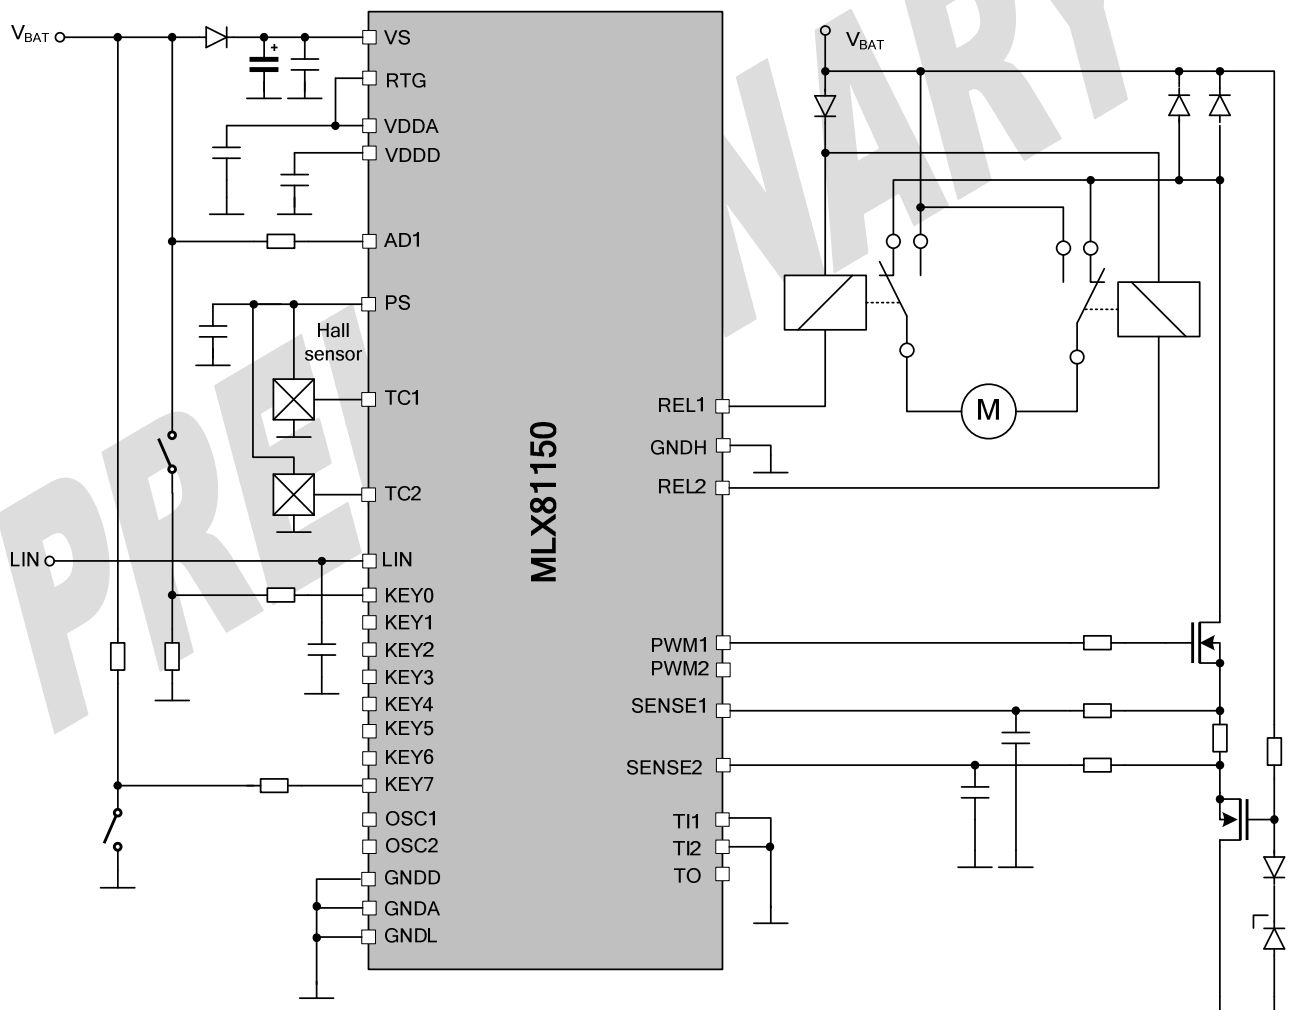 VBAT
VS
RTG
VDDA
VDDD
AD1
PS
Hall
sensor
TC1
TC2
LIN
LIN
KEY0
KEY1
KEY2
KEY3
KEY4
KEY5
KEY6
KEY7
OSC1
OSC2
GNDD
GNDA
GNDL
MLX81150
VBAT
M
REL1
GNDH
REL2
PWM1
PWM2
SENSE1
SENSE2
TI1
TI2
TO
+